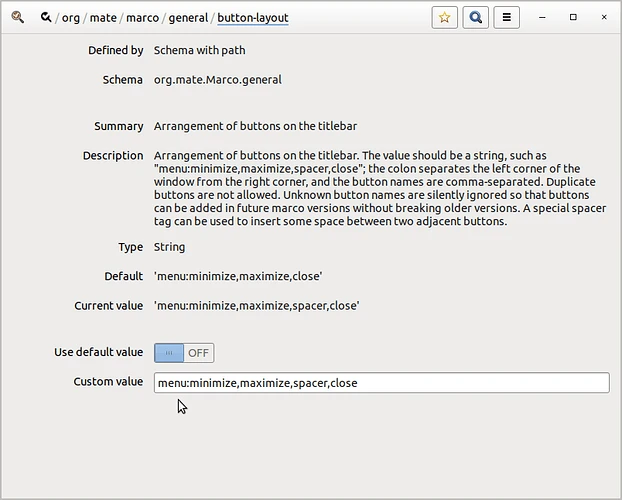 / org / mate / marco / general / button-layout
Defined by Schema with path
Schema org.mate.Marco.general
Summary Arrangement of buttons on the titlebar
Description Arrangement of buttons on the titlebar. The value should be a string, such as
"menu:minimize,maximize,spacer,close"; the colon separates the left corner of the
window from the right corner, and the button names are comma-separated. Duplicate
buttons are not allowed. Unknown button names are silently ignored so that buttons
can be added in future marco versions without breaking older versions. A special spacer
tag can be used to insert some space between two adjacent buttons.
Type String
Default 'menu:minimize,maximize,close'
Current value 'menu:minimize,maximize,spacer,close'
Use default value OFF
Custom value menu:minimize,maximize,spacer,close